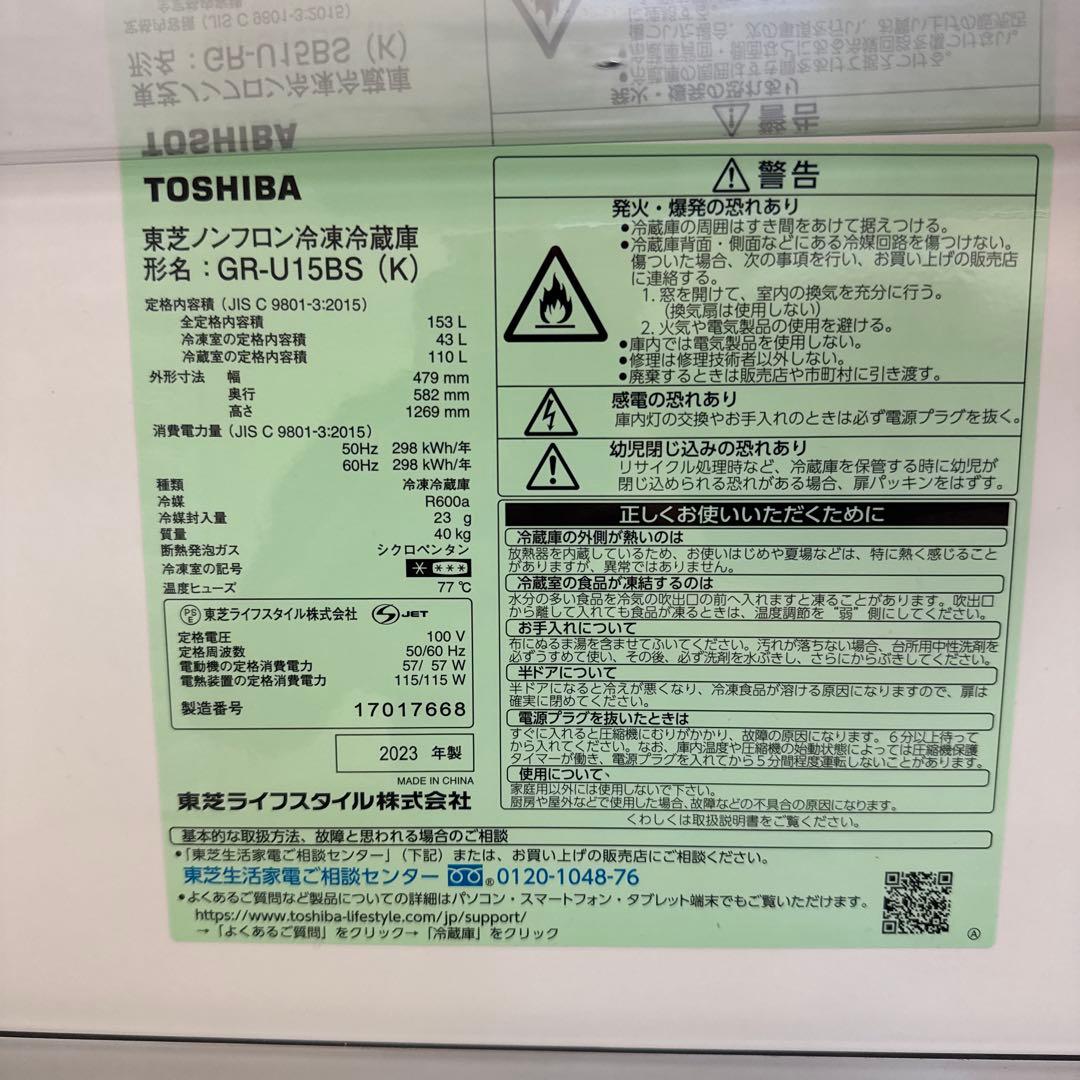 TOSHIBA
東芝ノンフロン冷凍冷蔵庫
形名：GR-U15BS（K）
定格内容積（JIS C 9801-3:2015）
全定格内容積 153 L
冷凍室の定格内容積 43 L
冷蔵室の定格内容積 110 L
外形寸法 幅 479 mm
奥行 582 mm
高さ 1269 mm
消費電力量（JIS C 9801-3:2015）
50Hz 298 kWh/年
60Hz 298 kWh/年
種類 冷凍冷蔵庫
冷媒 R600a
冷媒封入量 23 g
質量 40 kg
断熱発泡ガス シクロペンタン
冷凍室の記号 ＊＊＊＊
温度ヒューズ 77℃
PSE 東芝ライフスタイル株式会社 JET
定格電圧 100 V
定格周波数 50/60 Hz
電動機の定格消費電力 57/ 57 W
電熱装置の定格消費電力 115/115 W
製造番号 17017668
2023 年製
MADE IN CHINA
東芝ライフスタイル株式会社
警告
発火・爆発の恐れあり
●冷蔵庫の周囲はすき間をあけて据えつける。
●冷蔵庫背面・側面などにある冷媒回路を傷つけない。
傷ついた場合、次の事項を行い、お買い上げの販売店
に連絡する。
1. 窓を開けて、室内の換気を充分に行う。
（換気扇は使用しない）
2. 火気や電気製品の使用を避ける。
●庫内では電気製品を使用しない。
●修理は修理技術者以外しない。
●廃棄するときは販売店や市町村に引き渡す。
感電の恐れあり
庫内灯の交換やお手入れのときは必ず電源プラグを抜く。
幼児閉じ込みの恐れあり
リサイクル処理時など、冷蔵庫を保管する時に幼児が
閉じ込められる恐れがある場合、扉パッキンをはずす。
正しくお使いいただくために
冷蔵庫の外側が熱いのは
放熱器を内蔵しているため、お使いはじめや夏場などは、特に熱く感じること
がありますが、異常ではありません。
冷蔵室の食品が凍結するのは
水分の多い食品を冷気の吹出口の前へ入れますと凍ることがあります。吹出口
から離して入れても食品が凍るときは、温度調節を“弱”側にしてください。
お手入れについて
布にぬるま湯を含ませてふいてください。汚れが落ちない場合、台所用中性洗剤を
必ずうすめて使い、その後、必ず洗剤を水ぶきし、さらにからぶきしてください。
半ドアについて
半ドアになると冷えが悪くなり、冷凍食品が溶ける原因になりますので、扉は
確実に閉めてください。
電源プラグを抜いたときは
すぐに入れると圧縮機にむりがかかり、故障の原因になります。6分以上待って
から入れてください。なお、庫内温度や圧縮機の始動状態によっては圧縮機保護
タイマーが働き、電源プラグを入れてから5分間程度運転しないことがあります。
使用について
家庭用以外には使用しないで下さい。
厨房や屋外などで使用した場合、故障などの不具合の原因になります。
くわしくは取扱説明書をご覧ください。
基本的な取扱方法、故障と思われる場合のご相談
●「東芝生活家電ご相談センター」（下記）または、お買い上げの販売店にご相談ください。
東芝生活家電ご相談センター ® 0120-1048-76
●よくあるご質問など製品についての詳細はパソコン・スマートフォン・タブレット端末でもご覧いただけます。
https://www.toshiba-lifestyle.com/jp/support/
→「よくあるご質問」をクリック→「冷蔵庫」をクリック
Ⓐ